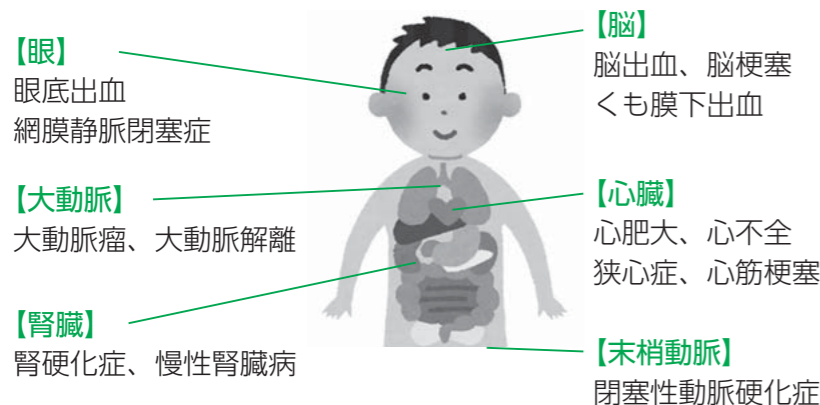 【眼】
眼底出血
網膜静脈閉塞症
【大動脈】
大動脈瘤、大動脈解離
【腎臓】
腎硬化症、慢性腎臓病
【脳】
脳出血、脳梗塞
くも膜下出血
【心臓】
心肥大、心不全
狭心症、心筋梗塞
【末梢動脈】
閉塞性動脈硬化症